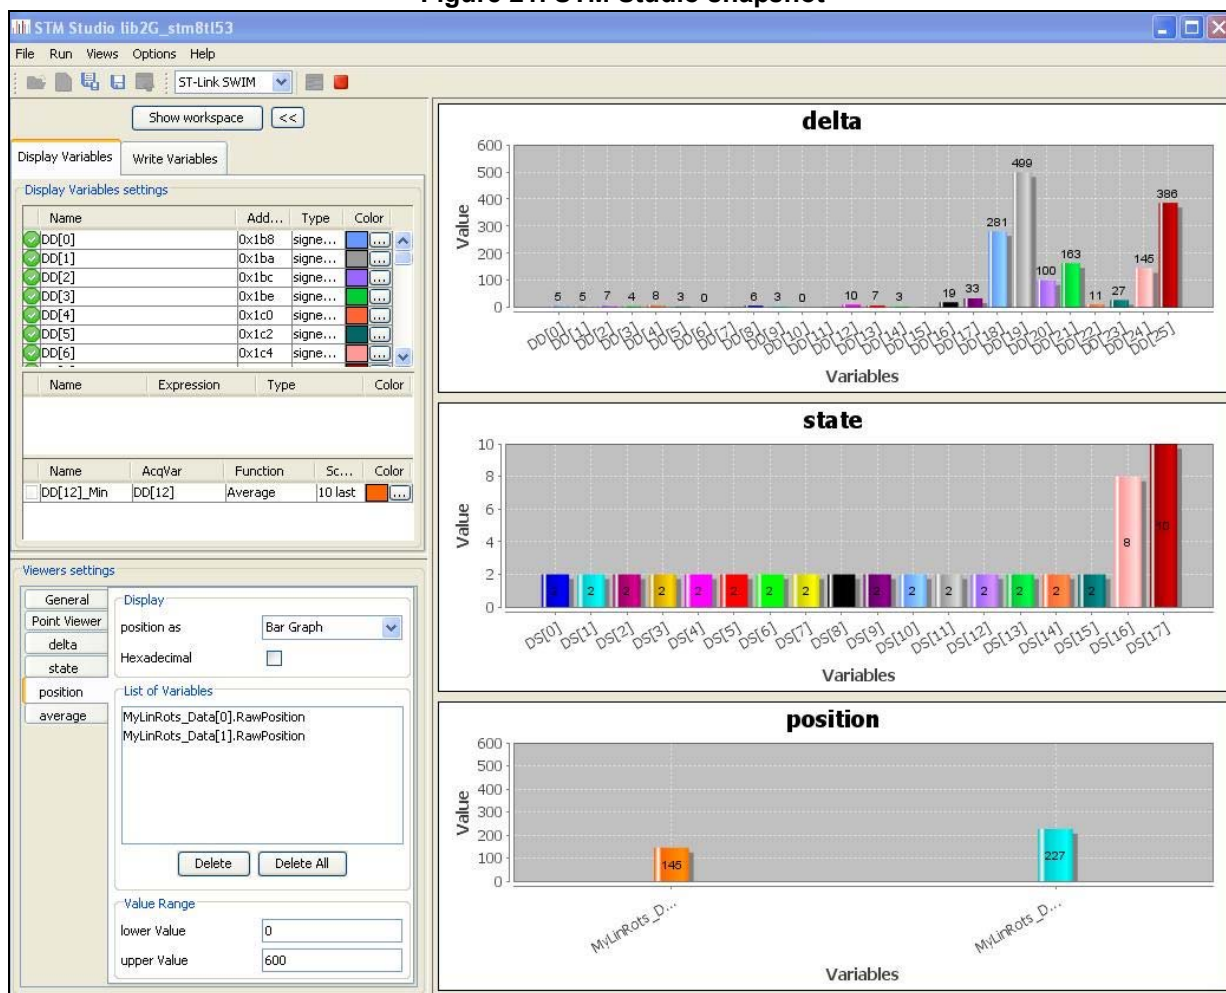 STM Studio lib2G_stm8tl53
File Run Views Options Help
ST-Link SWIM
Show workspace <<
Display Variables Write Variables
Display Variables settings
Name Add... Type Color
DD[0] 0x1b8 signe... ...
DD[1] 0x1ba signe... ...
DD[2] 0x1bc signe... ...
DD[3] 0x1be signe... ...
DD[4] 0x1c0 signe... ...
DD[5] 0x1c2 signe... ...
DD[6] 0x1c4 signe... ...
Name Expression Type Color
Name AcqVar Function Sc... Color
DD[12]_Min DD[12] Average 10 last ...
Viewers settings
General
Point Viewer
delta
state
position
average
Display
position as Bar Graph
Hexadecimal
List of Variables
MyLinRots_Data[0].RawPosition
MyLinRots_Data[1].RawPosition
Delete Delete All
Value Range
lower Value 0
upper Value 600
delta
600
500
400
300
200
100
0
Value
5 5 7 4 8 3 0 6 3 0 10 7 3 19 33 281 499 100 163 11 27 145 386
DD[0] DD[1] DD[2] DD[3] DD[4] DD[5] DD[6] DD[7] DD[8] DD[9] DD[10] DD[11] DD[12] DD[13] DD[14] DD[15] DD[16] DD[17] DD[18] DD[19] DD[20] DD[21] DD[22] DD[23] DD[24] DD[25]
Variables
state
10
8
6
4
2
0
Value
2 2 2 2 2 2 2 2 2 2 2 2 2 2 2 8 10
DS[0] DS[1] DS[2] DS[3] DS[4] DS[5] DS[6] DS[7] DS[8] DS[9] DS[10] DS[11] DS[12] DS[13] DS[14] DS[15] DS[16] DS[17]
Variables
position
600
500
400
300
200
100
0
Value
145 227
MyLinRots_D... MyLinRots_D...
Variables